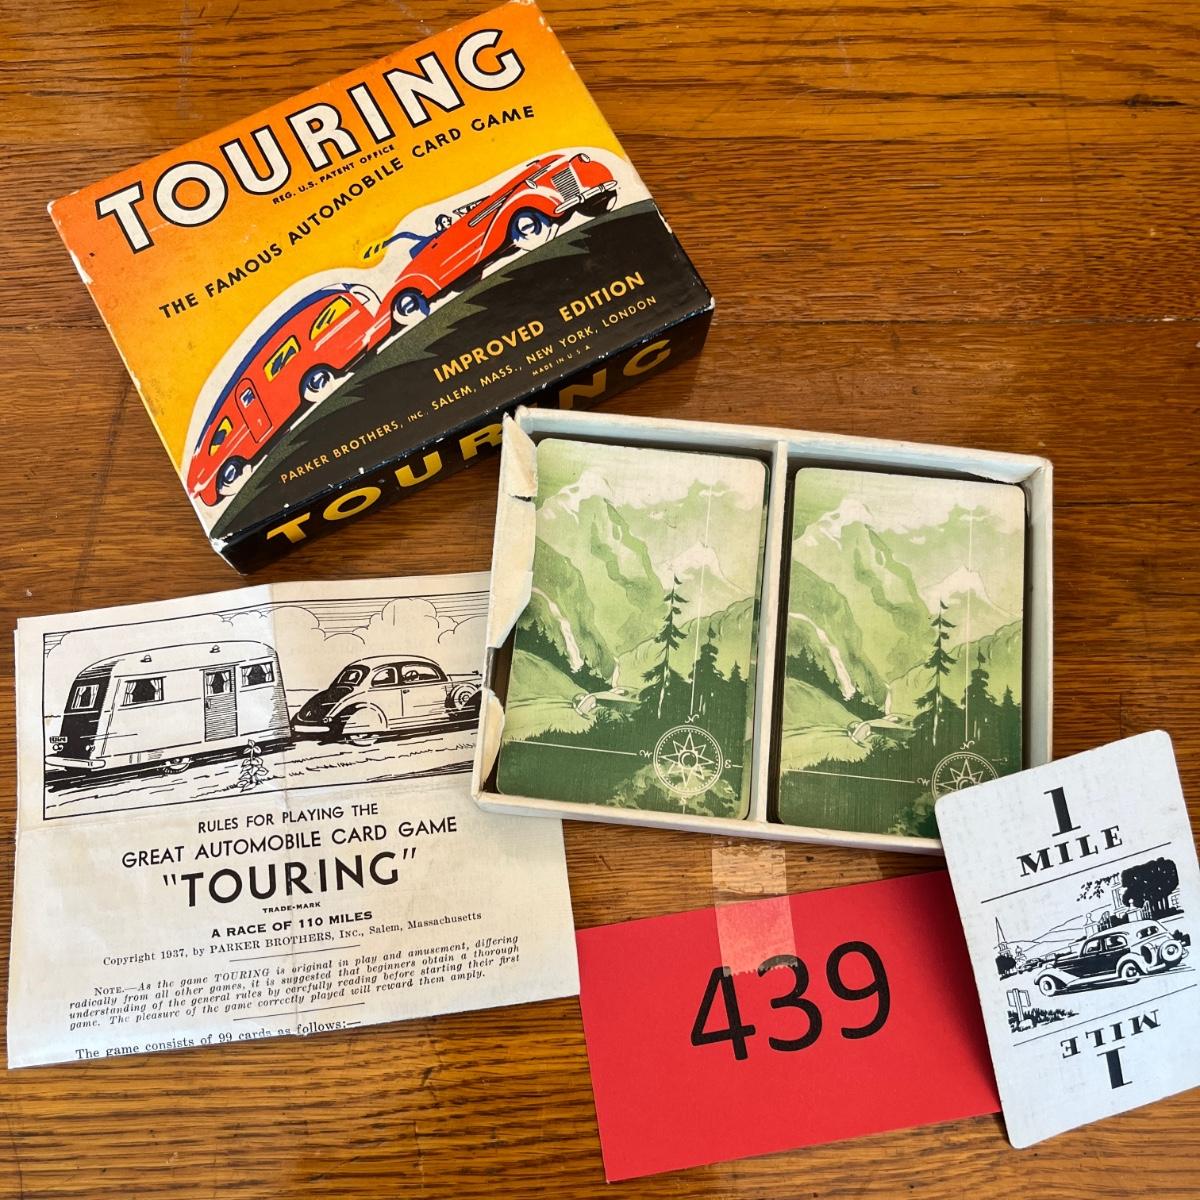 TOURING
REG. U.S. PATENT OFFICE
THE FAMOUS AUTOMOBILE CARD GAME
IMPROVED EDITION
PARKER BROTHERS, INC., SALEM, MASS., NEW YORK, LONDON
MADE IN U.S.A.
TOURING
RULES FOR PLAYING THE
GREAT AUTOMOBILE CARD GAME
"TOURING"
TRADE-MARK
A RACE OF 110 MILES
Copyright 1937, by PARKER BROTHERS, Inc., Salem, Massachusetts
NOTE.—As the game TOURING is original in play and amusement, differing
radically from all other games, it is suggested that beginners obtain a thorough
understanding of the general rules by carefully reading before starting their first
game. The pleasure of the game correctly played will reward them amply.
The game consists of 99 cards as follows:—
N
W
S
N
W
439
1
MILE
MILE
1